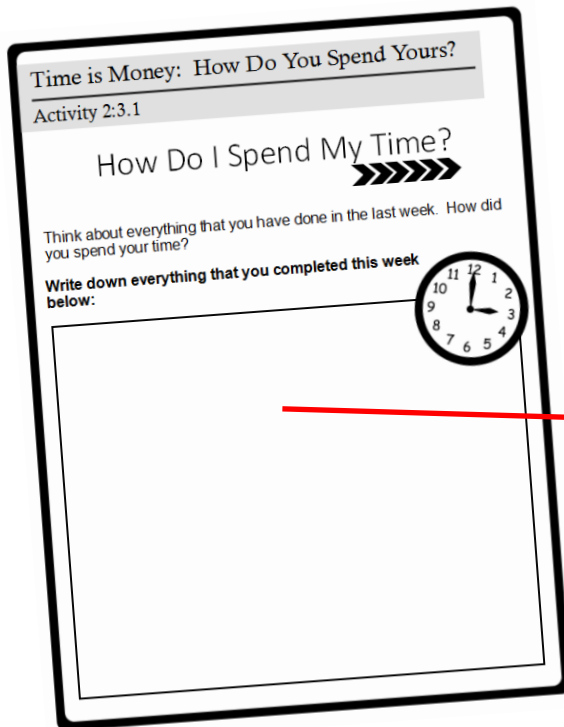 Time is Money:  How Do You Spend Yours?
Activity 2:3.1
How Do I Spend My Time?
Think about everything that you have done in the last week.  How did
you spend your time?
Write down everything that you completed this week
below:
12
11 1
10 2
9 3
8 4
7 6 5